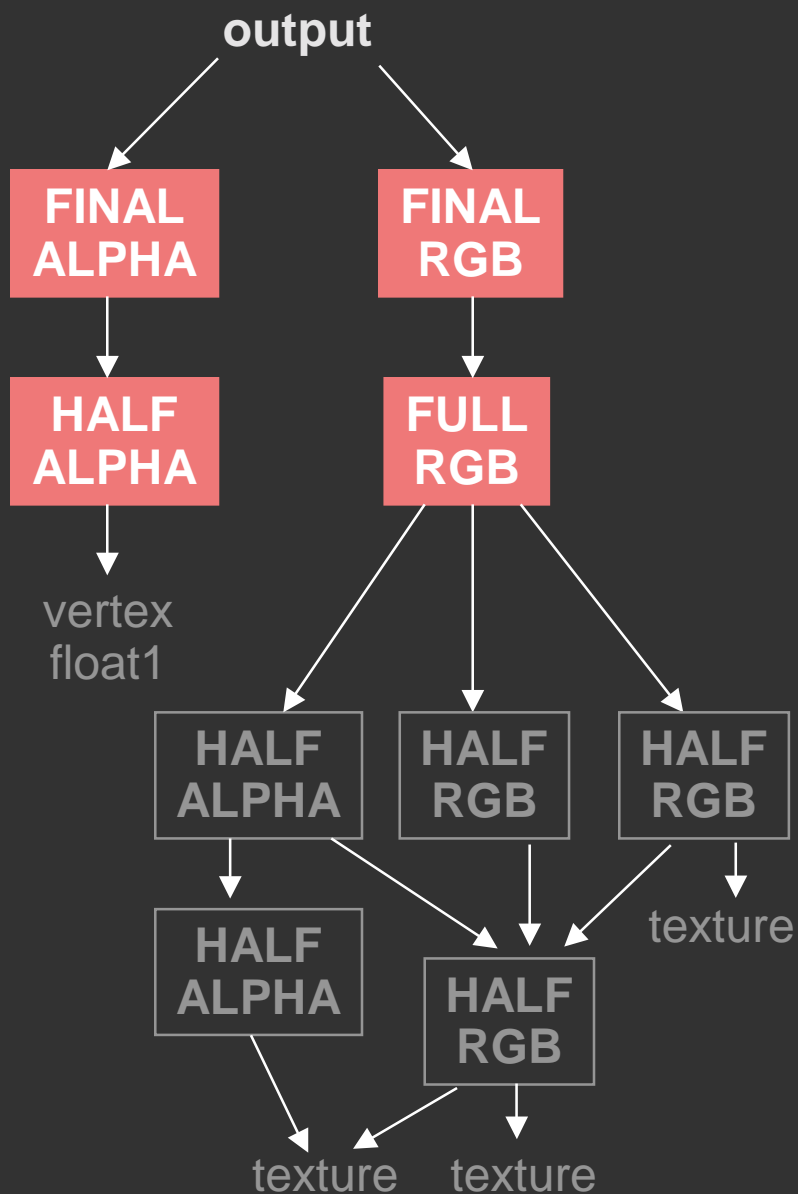 output
FINAL
ALPHA
FINAL
RGB
HALF
ALPHA
FULL
RGB
vertex
float1
HALF
ALPHA
HALF
RGB
HALF
RGB
texture
HALF
ALPHA
HALF
RGB
texture
texture